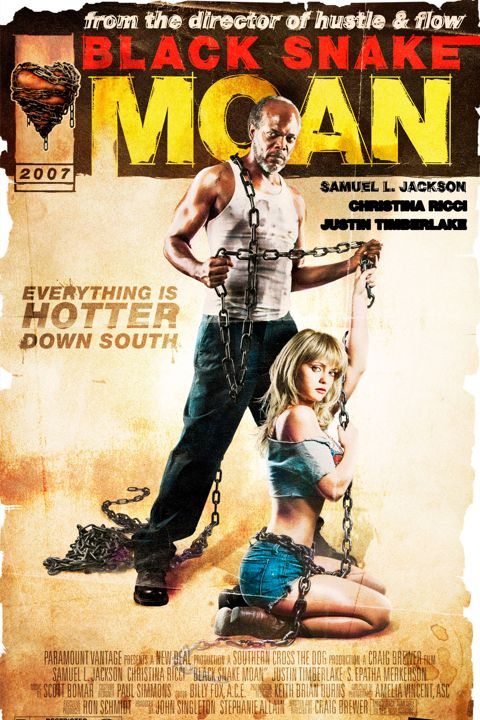 from the director of hustle & flow
BLACK SNAKE
MOAN
2007
SAMUEL L. JACKSON
CHRISTINA RICCI
JUSTIN TIMBERLAKE
EVERYTHING IS
HOTTER
DOWN SOUTH
PARAMOUNT VANTAGE PRESENTS A NEW DEAL PRODUCTION A SOUTHERN CROSS THE DOG PRODUCTION A CRAIG BREWER FILM
SAMUEL L. JACKSON CHRISTINA RICCI "BLACK SNAKE MOAN" JUSTIN TIMBERLAKE S. EPATHA MERKERSON
SCOTT BOMAR PAUL SIMMONS BILLY FOX, A.C.E. KEITH BRIAN BURNS AMELIA VINCENT, ASC
RON SCHMIDT JOHN SINGLETON STEPHANIE ALLAIN CRAIG BREWER
RESTRICTED